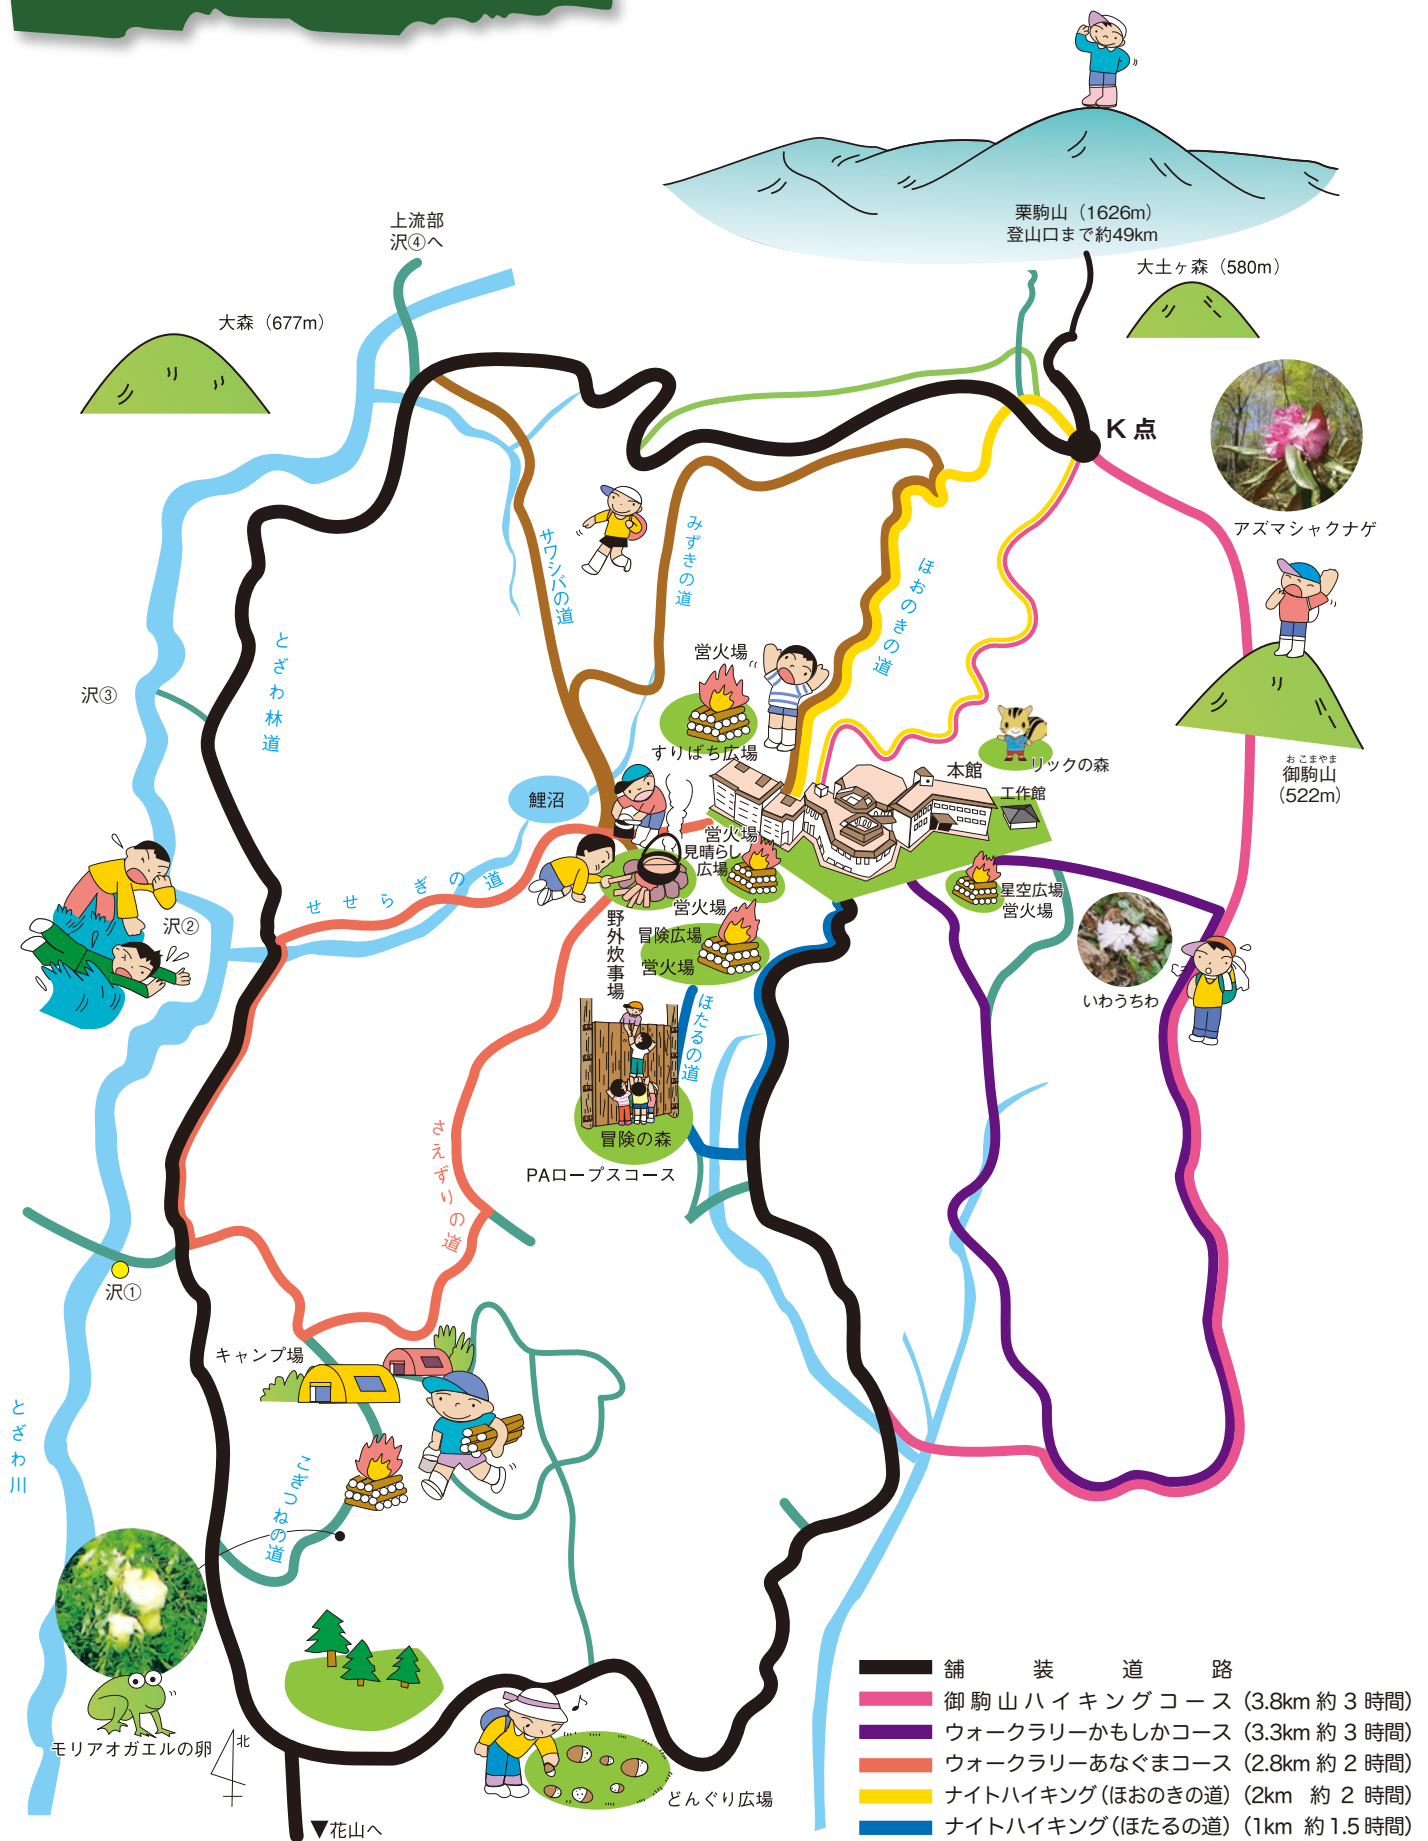 上流部
沢④へ
栗駒山（1626m）
登山口まで約49km
大土ヶ森（580m）
大森（677m）
K点
アズマシャクナゲ
サワシバの道
みずきの道
ほおのきの道
とざわ林道
沢③
営火場
すりばち広場
リックの森
本館
工作館
おこまやま
御駒山
（522m）
鯉沼
営火場
見晴らし
広場
せせらぎの道
沢②
営火場
冒険広場
営火場
野外炊事場
星空広場
営火場
いわうちわ
ほたるの道
冒険の森
PAロープスコース
さえずりの道
沢①
キャンプ場
とざわ川
こぎつねの道
モリアオガエルの卵
北
どんぐり広場
▼花山へ
舗装道路
御駒山ハイキングコース（3.8km 約3時間）
ウォークラリーかもしかコース（3.3km 約3時間）
ウォークラリーあなぐまコース（2.8km 約2時間）
ナイトハイキング（ほおのきの道）（2km 約2時間）
ナイトハイキング（ほたるの道）（1km 約1.5時間）